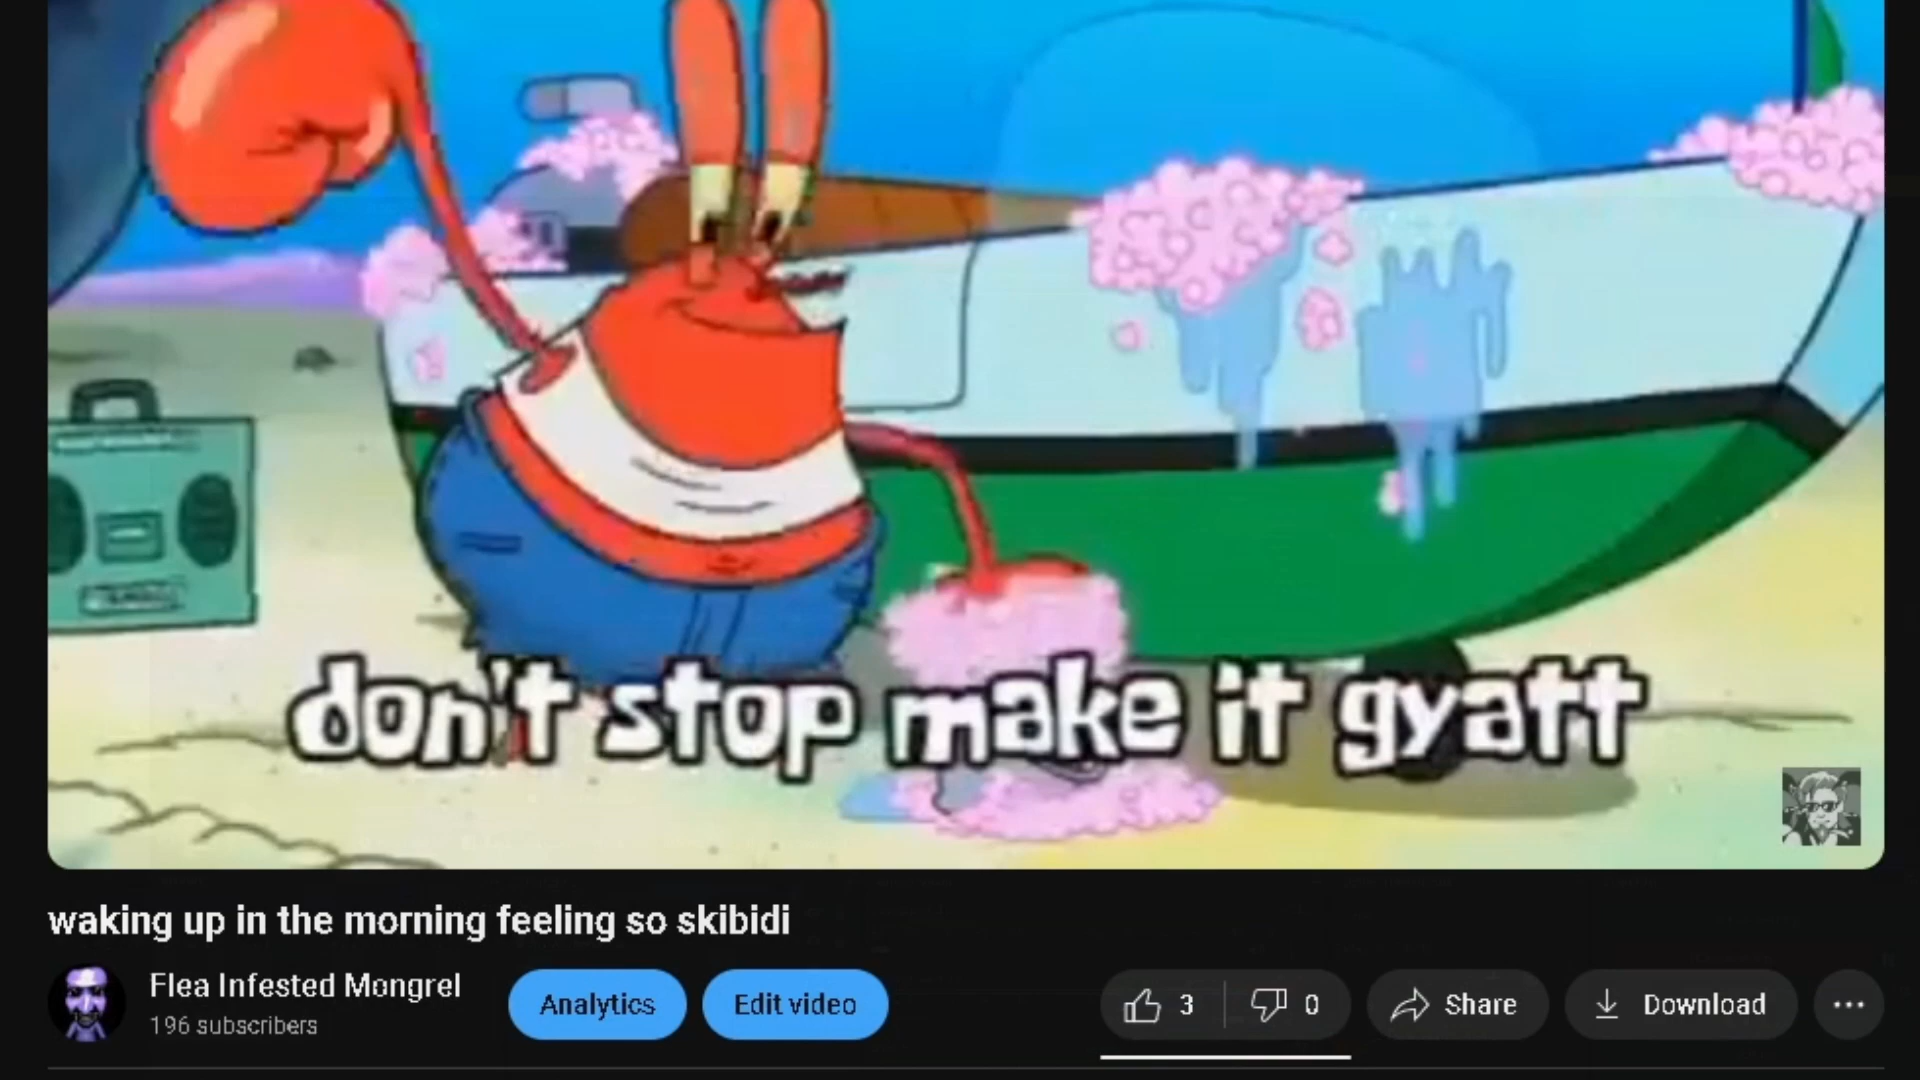 don't stop make it gyatt
waking up in the morning feeling so skibidi
Flea Infested Mongrel
196 subscribers
Analytics
Edit video
3
0
Share
Download